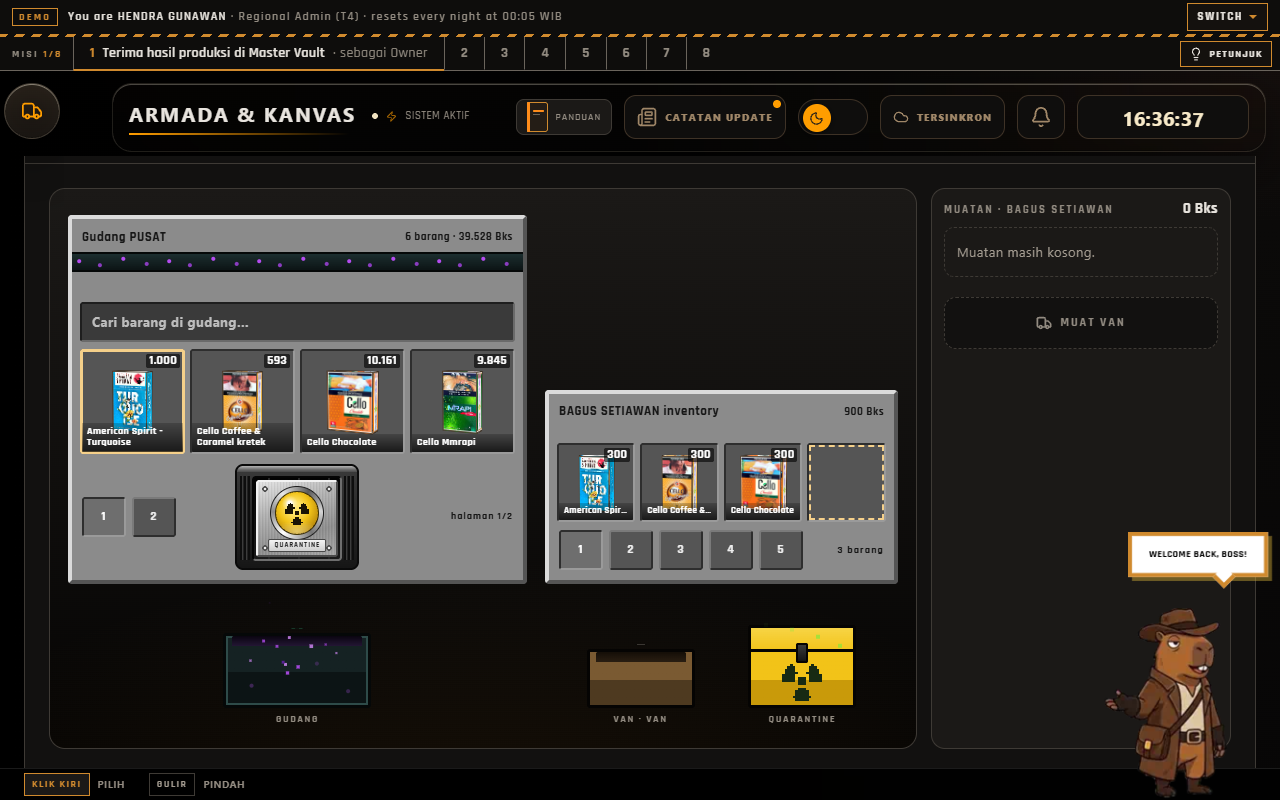 DEMO You are HENDRA GUNAWAN · Regional Admin (T4) · resets every night at 00:05 WIB SWITCH
MISI 1/8 1 Terima hasil produksi di Master Vault · sebagai Owner 2 3 4 5 6 7 8 PETUNJUK
ARMADA & KANVAS SISTEM AKTIF PANDUAN CATATAN UPDATE TERSINKRON 16:36:37
Gudang PUSAT 6 barang · 39.528 Bks
Cari barang di gudang...
1.000 593 10.161 9.845
American Spirit - Turquoise
Cello Coffee & Caramel kretek
Cello Chocolate
Cello Mmrapi
1 2 halaman 1/2
QUARANTINE
BAGUS SETIAWAN inventory 900 Bks
300 300 300
American Spir... Cello Coffee &... Cello Chocolate
1 2 3 4 5 3 barang
GUDANG VAN · VAN QUARANTINE
MUATAN · BAGUS SETIAWAN 0 Bks
Muatan masih kosong.
MUAT VAN
WELCOME BACK, BOSS!
KLIK KIRI PILIH GULIR PINDAH